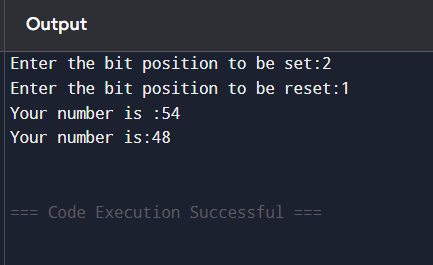 Output
Enter the bit position to be set:2
Enter the bit position to be reset:1
Your number is :54
Your number is:48
=== Code Execution Successful ===